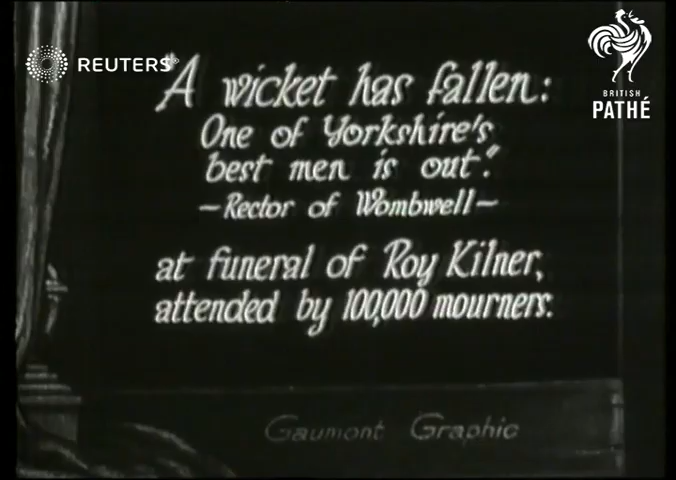 REUTERS
BRITISH
PATHÉ
"A wicket has fallen:
One of Yorkshire's
best men is out."
—Rector of Wombwell—
at funeral of Roy Kilner,
attended by 100,000 mourners.
Gaumont Graphic